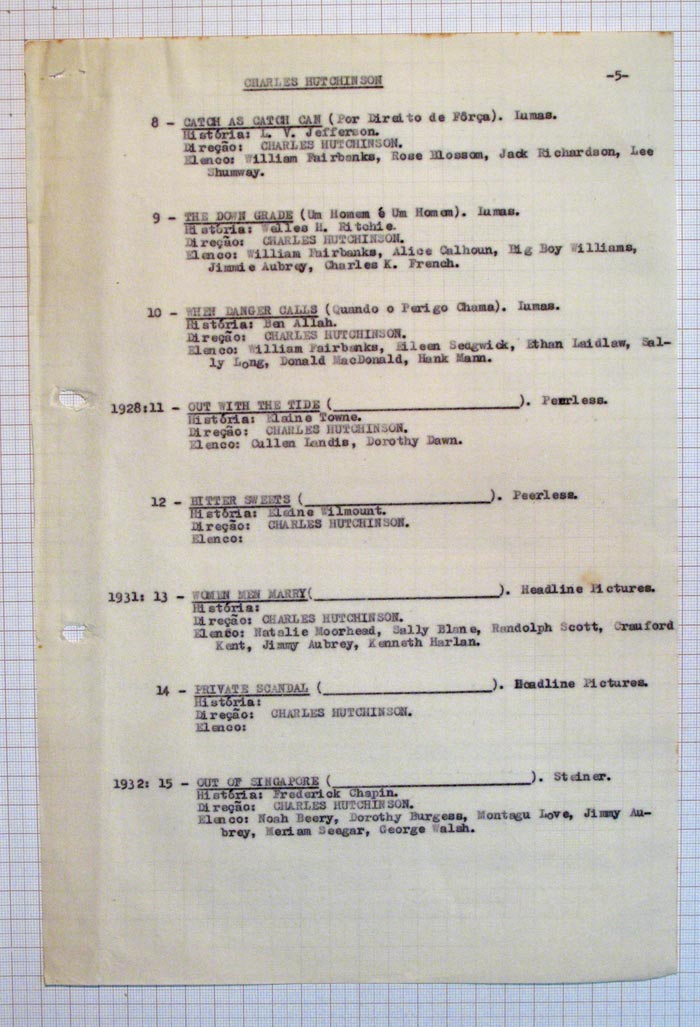 CHARLES HUTCHINSON
-5-
8 - CATCH AS CATCH CAN (Por Direito de Fôrça). Lumas.
História: L. V. Jefferson.
Direção: CHARLES HUTCHINSON.
Elenco: William Fairbanks, Rose Blossom, Jack Richardson, Lee
Shumway.
9 - THE DOWN GRADE (Um Homem é Um Homem). Lumas.
História: Welles H. Ritchie.
Direção: CHARLES HUTCHINSON.
Elenco: William Fairbanks, Alice Calhoun, Big Boy Williams,
Jimmie Aubrey, Charles K. French.
10 - WHEN DANGER CALLS (Quando o Perigo Chama). Lumas.
História: Ben Allah.
Direção: CHARLES HUTCHINSON.
Elenco: William Fairbanks, Eileen Sedgwick, Ethan Laidlaw, Sal-
ly Long, Donald MacDonald, Hank Mann.
1928:11 - OUT WITH THE TIDE (____________________). Peerless.
História: Elaine Towne.
Direção: CHARLES HUTCHINSON.
Elenco: Cullen Landis, Dorothy Dawn.
12 - BITTER SWEETS (____________________). Peerless.
História: Elaine Wilmount.
Direção: CHARLES HUTCHINSON.
Elenco:
1931: 13 - WOMEN MEN MARRY(____________________). Headline Pictures.
História:
Direção: CHARLES HUTCHINSON.
Elenco: Natalie Moorhead, Sally Blane, Randolph Scott, Crauford
Kent, Jimmy Aubrey, Kenneth Harlan.
14 - PRIVATE SCANDAL (____________________). Headline Pictures.
História:
Direção: CHARLES HUTCHINSON.
Elenco:
1932: 15 - OUT OF SINGAPORE (____________________). Steiner.
História: Frederick Chapin.
Direção: CHARLES HUTCHINSON.
Elenco: Noah Beery, Dorothy Burgess, Montagu Love, Jimmy Au-
brey, Meriam Seegar, George Walsh.